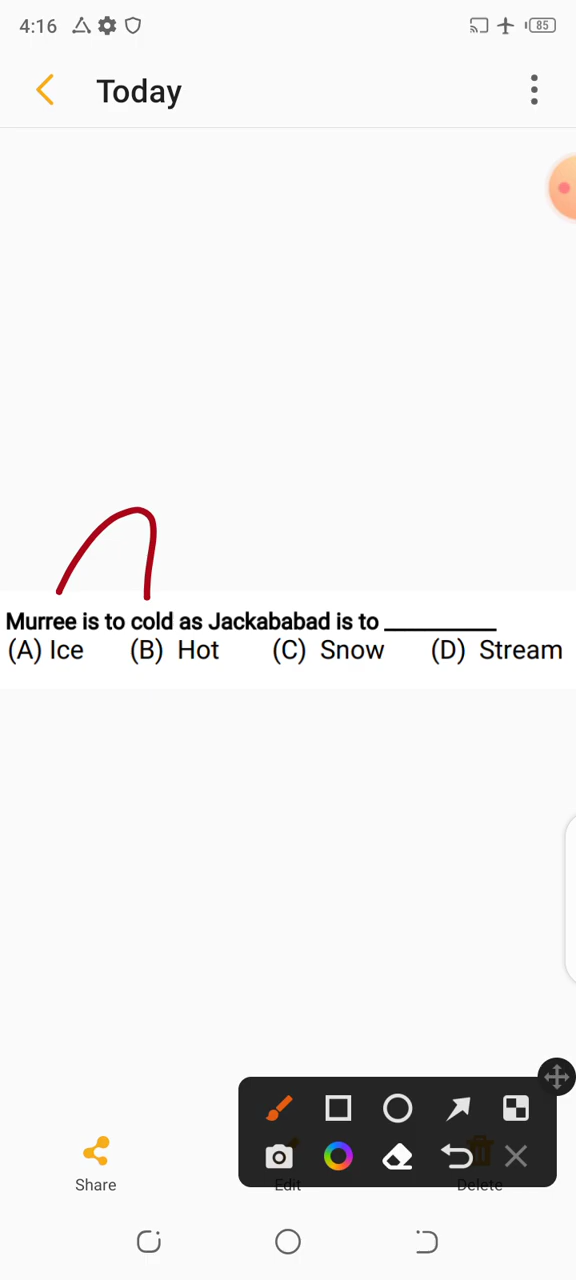 4:16
85
Today
Murree is to cold as Jackababad is to __________
(A) Ice (B) Hot (C) Snow (D) Stream
Share Edit Delete